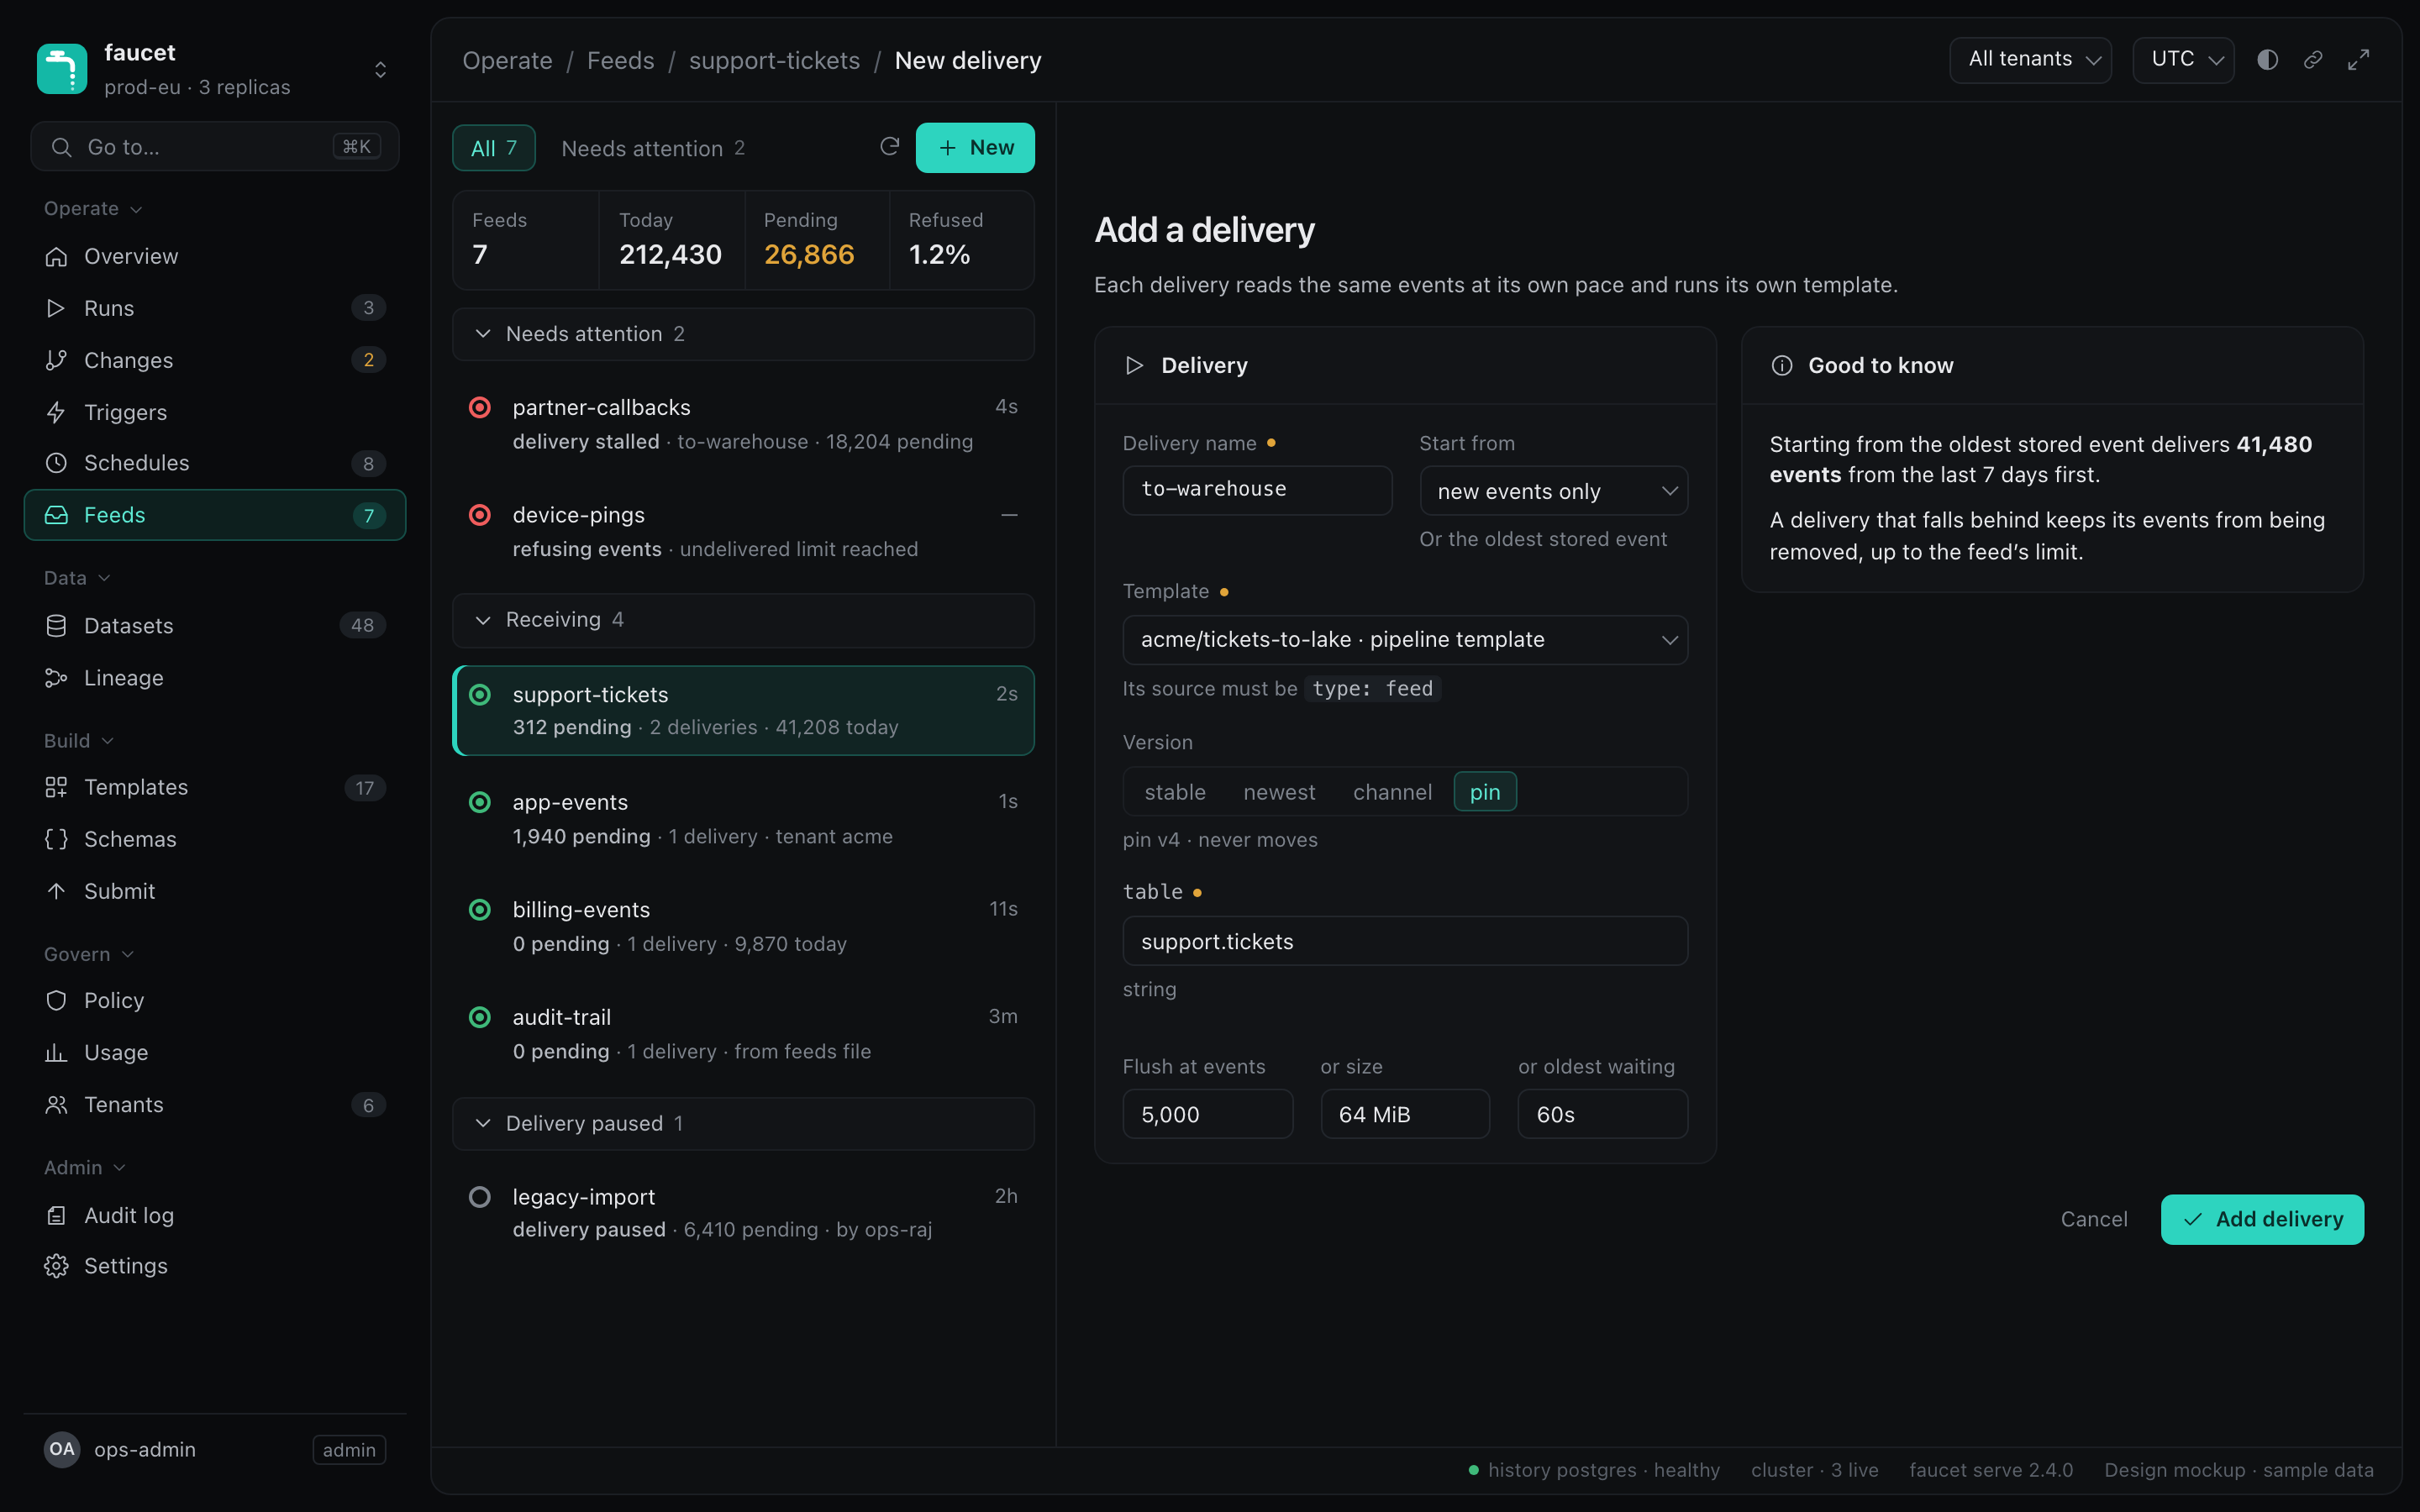 faucet
prod-eu · 3 replicas
Go to...
⌘K
Operate
Overview
Runs 3
Changes 2
Triggers
Schedules 8
Feeds 7
Data
Datasets 48
Lineage
Build
Templates 17
Schemas
Submit
Govern
Policy
Usage
Tenants 6
Admin
Audit log
Settings
OA ops-admin admin
Operate / Feeds / support-tickets / New delivery
All tenants
UTC
All 7
Needs attention 2
New
Feeds
7
Today
212,430
Pending
26,866
Refused
1.2%
Needs attention 2
partner-callbacks 4s
delivery stalled · to-warehouse · 18,204 pending
device-pings —
refusing events · undelivered limit reached
Receiving 4
support-tickets 2s
312 pending · 2 deliveries · 41,208 today
app-events 1s
1,940 pending · 1 delivery · tenant acme
billing-events 11s
0 pending · 1 delivery · 9,870 today
audit-trail 3m
0 pending · 1 delivery · from feeds file
Delivery paused 1
legacy-import 2h
delivery paused · 6,410 pending · by ops-raj
Add a delivery
Each delivery reads the same events at its own pace and runs its own template.
Delivery
Delivery name
to-warehouse
Start from
new events only
Or the oldest stored event
Template
acme/tickets-to-lake · pipeline template
Its source must be type: feed
Version
stable newest channel pin
pin v4 · never moves
table
support.tickets
string
Flush at events
5,000
or size
64 MiB
or oldest waiting
60s
Good to know
Starting from the oldest stored event delivers 41,480
events from the last 7 days first.
A delivery that falls behind keeps its events from being
removed, up to the feed’s limit.
Cancel
Add delivery
history postgres · healthy
cluster · 3 live
faucet serve 2.4.0
Design mockup · sample data